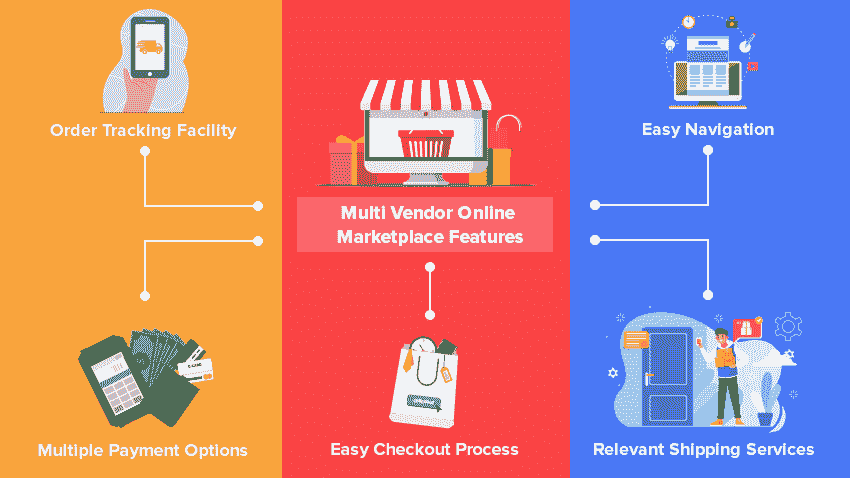 Order Tracking Facility
Easy Navigation
Multi Vendor Online
Marketplace Features
Multiple Payment Options
Easy Checkout Process
Relevant Shipping Services